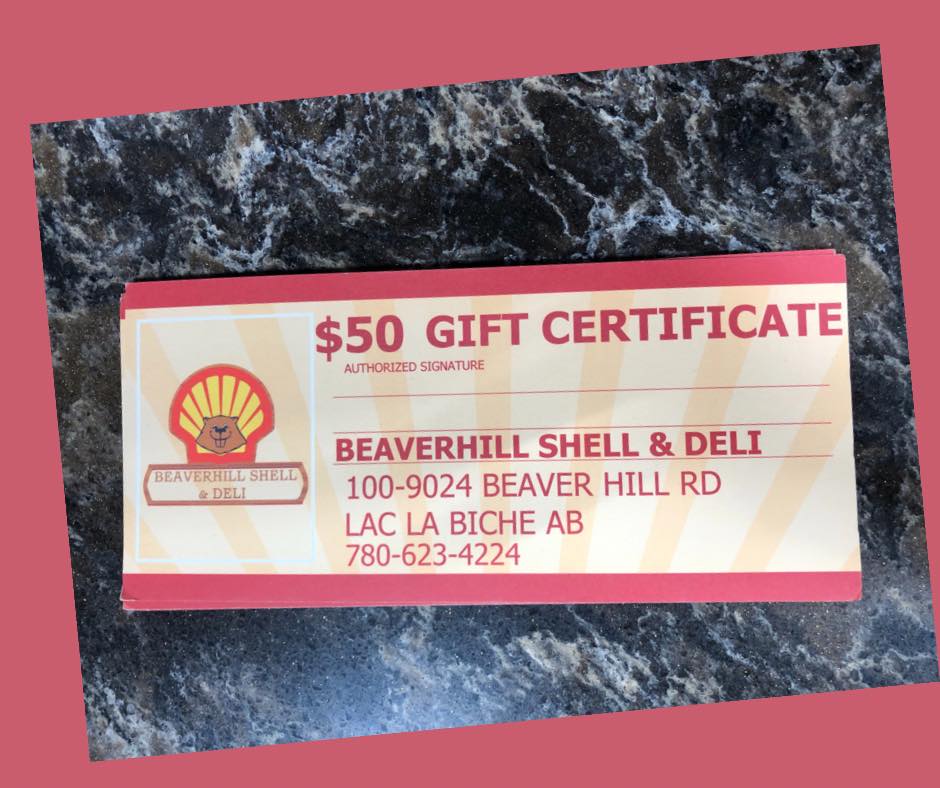 $50 GIFT CERTIFICATE
AUTHORIZED SIGNATURE
BEAVERHILL SHELL
& DELI
BEAVERHILL SHELL & DELI
100-9024 BEAVER HILL RD
LAC LA BICHE AB
780-623-4224